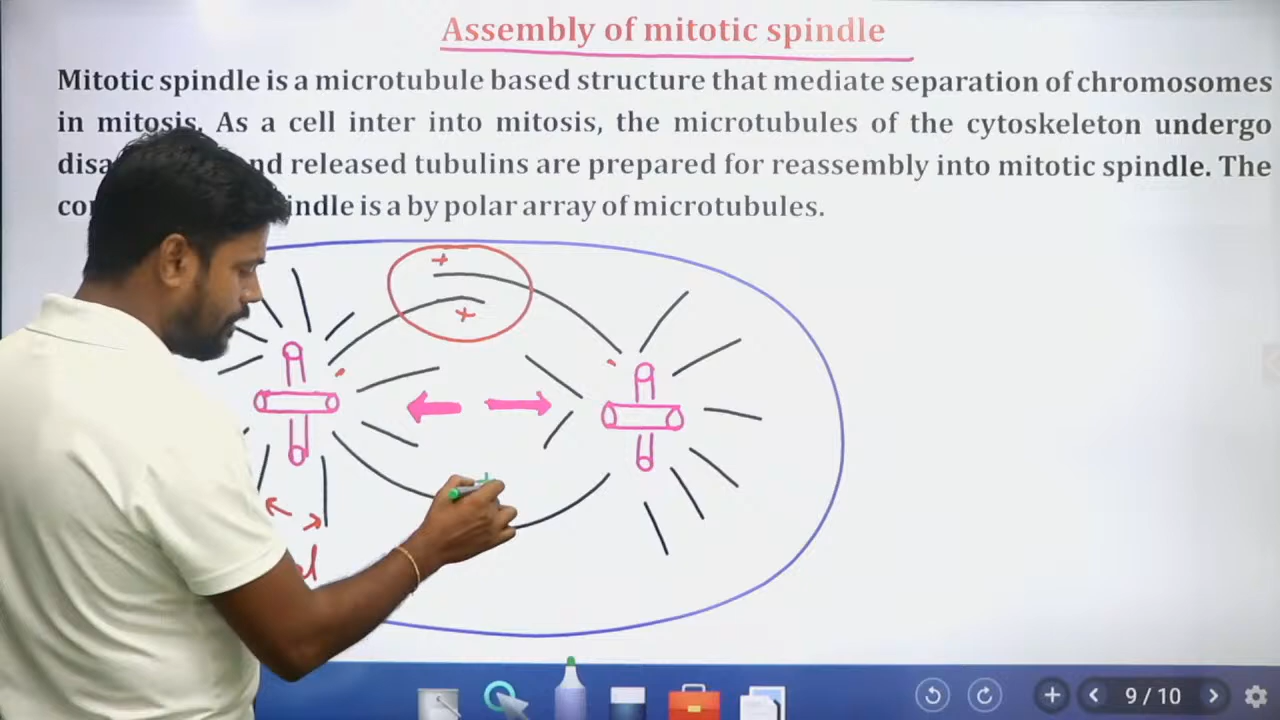 Assembly of mitotic spindle
Mitotic spindle is a microtubule based structure that mediate separation of chromosomes
in mitosis. As a cell inter into mitosis, the microtubules of the cytoskeleton undergo
and released tubulins are prepared for reassembly into mitotic spindle. The
is a by polar array of microtubules.
+
+
+
9 / 10